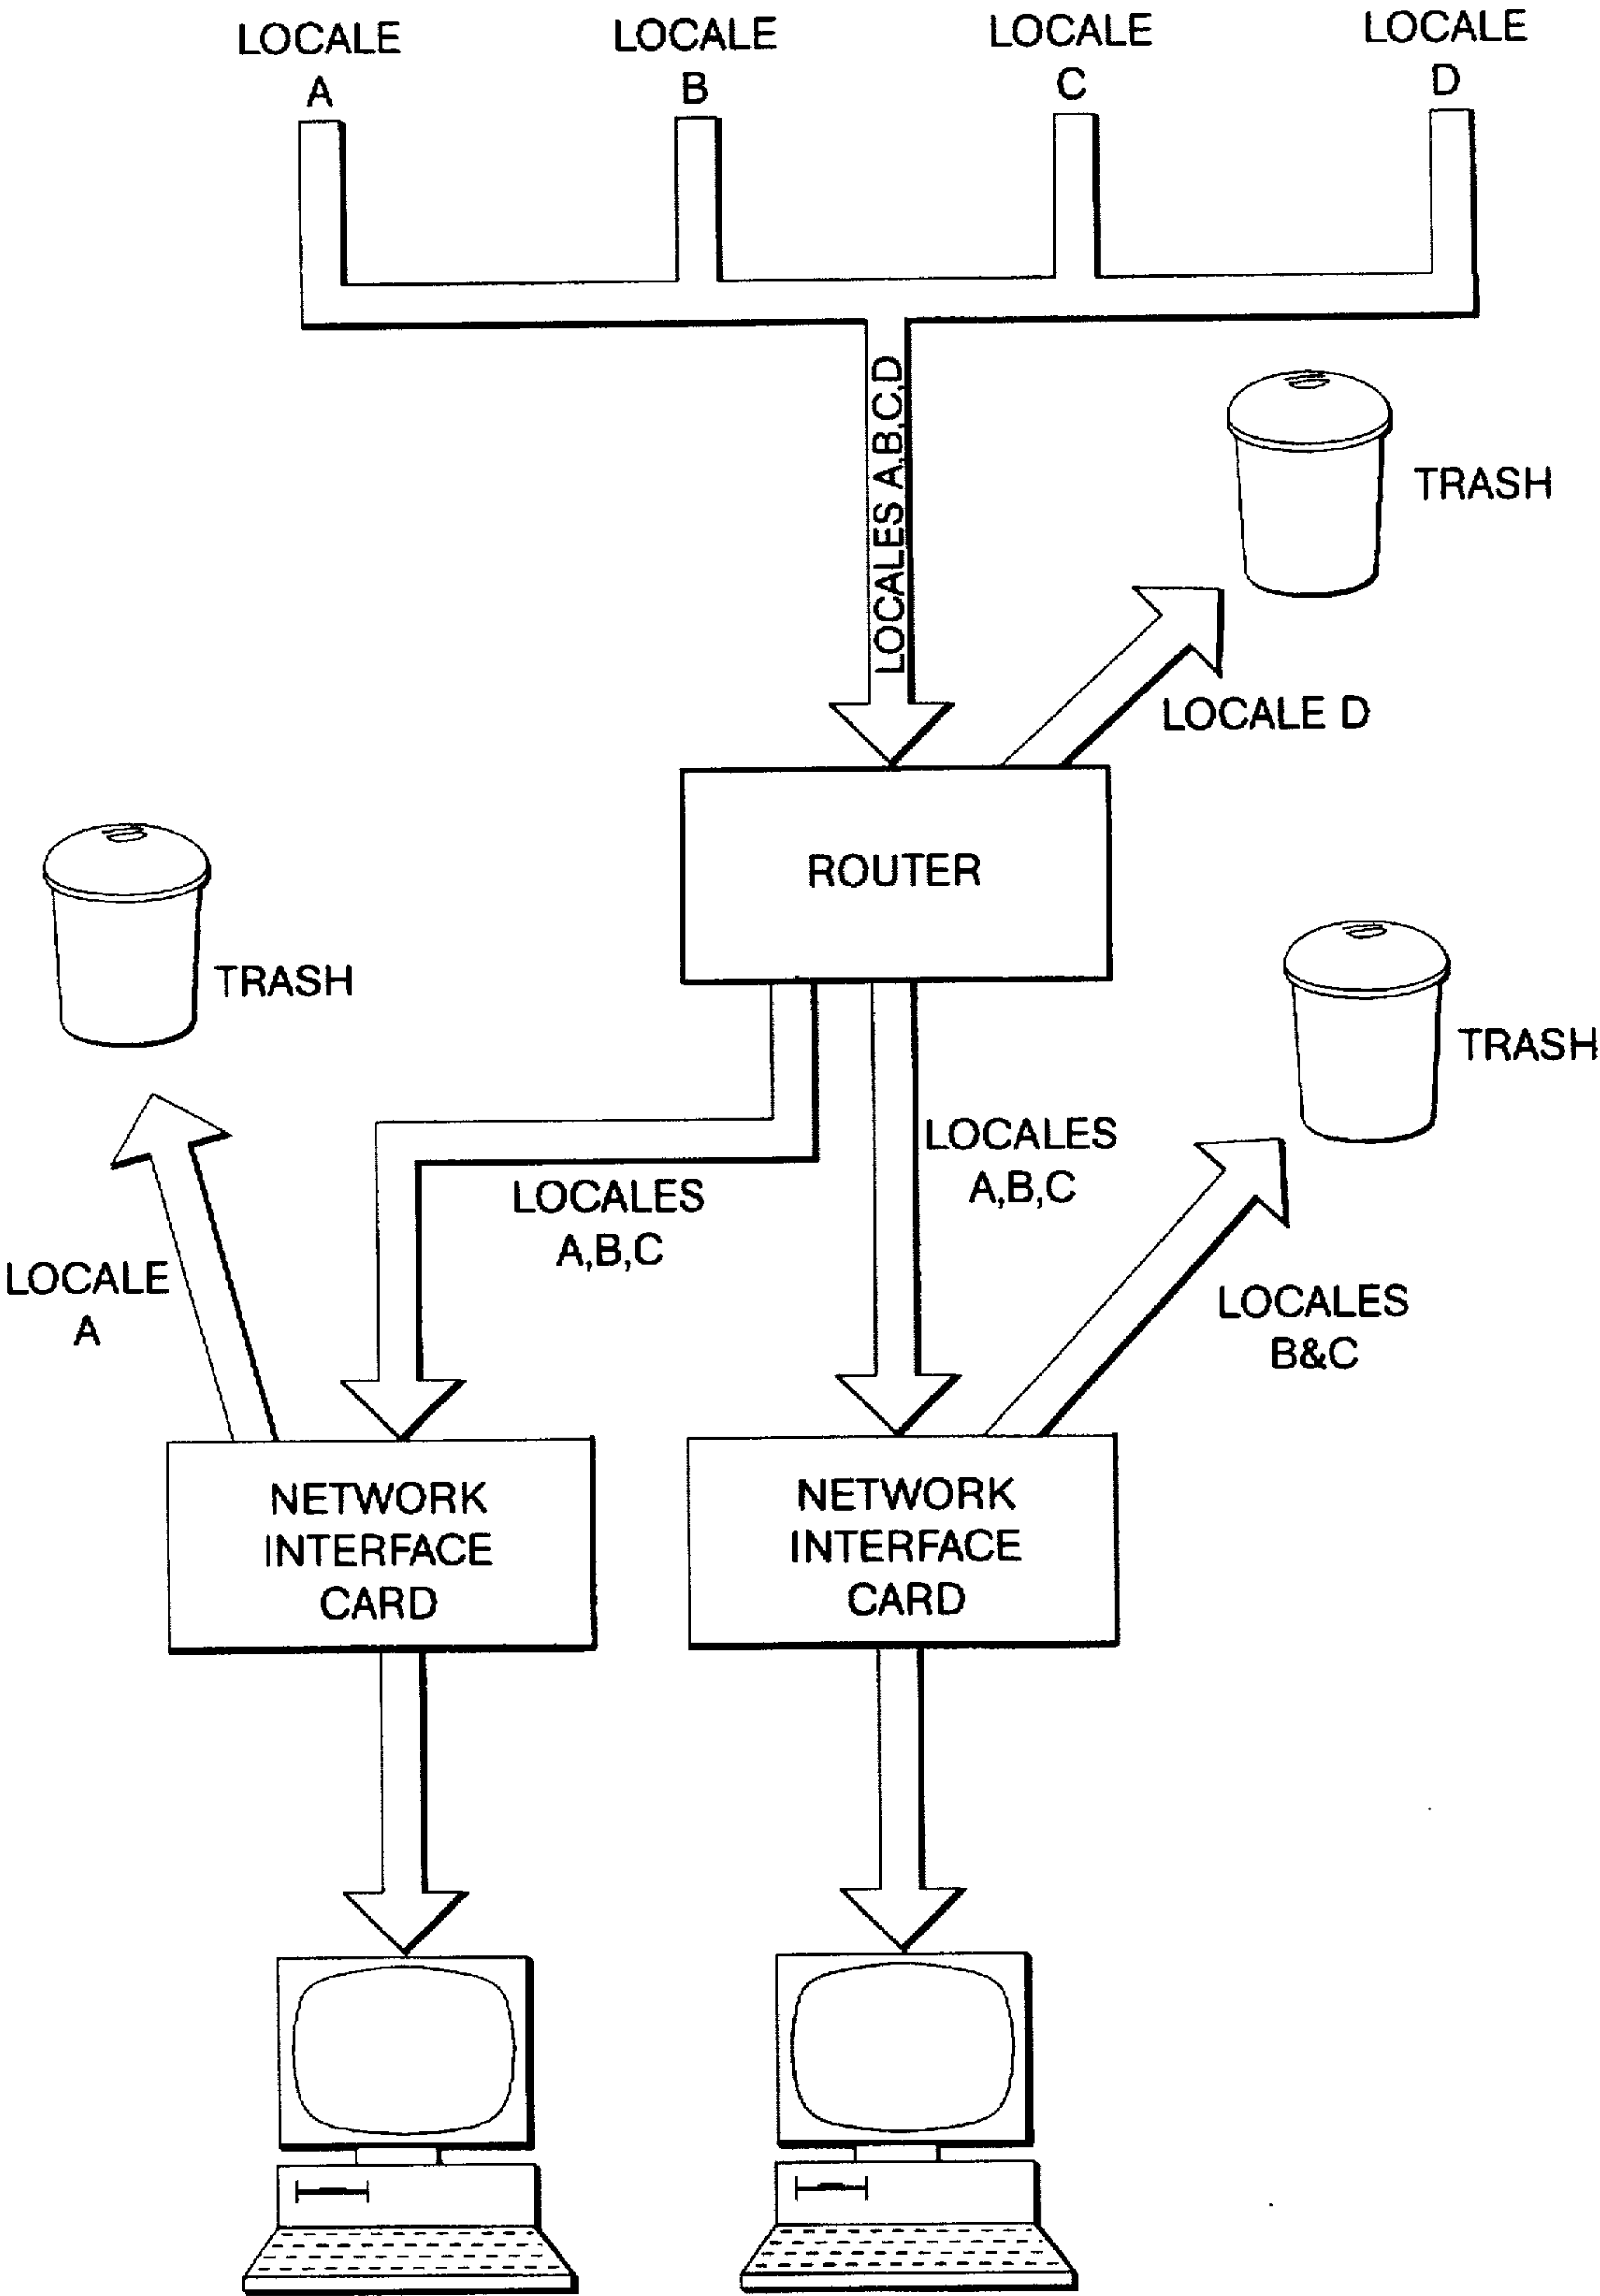 LOCALE
A
LOCALE
B
LOCALE
C
LOCALE
D
LOCALES A,B,C,D
TRASH
LOCALE D
ROUTER
TRASH
TRASH
LOCALES
A,B,C
LOCALES
A,B,C
LOCALE
A
LOCALES
B&C
NETWORK
INTERFACE
CARD
NETWORK
INTERFACE
CARD